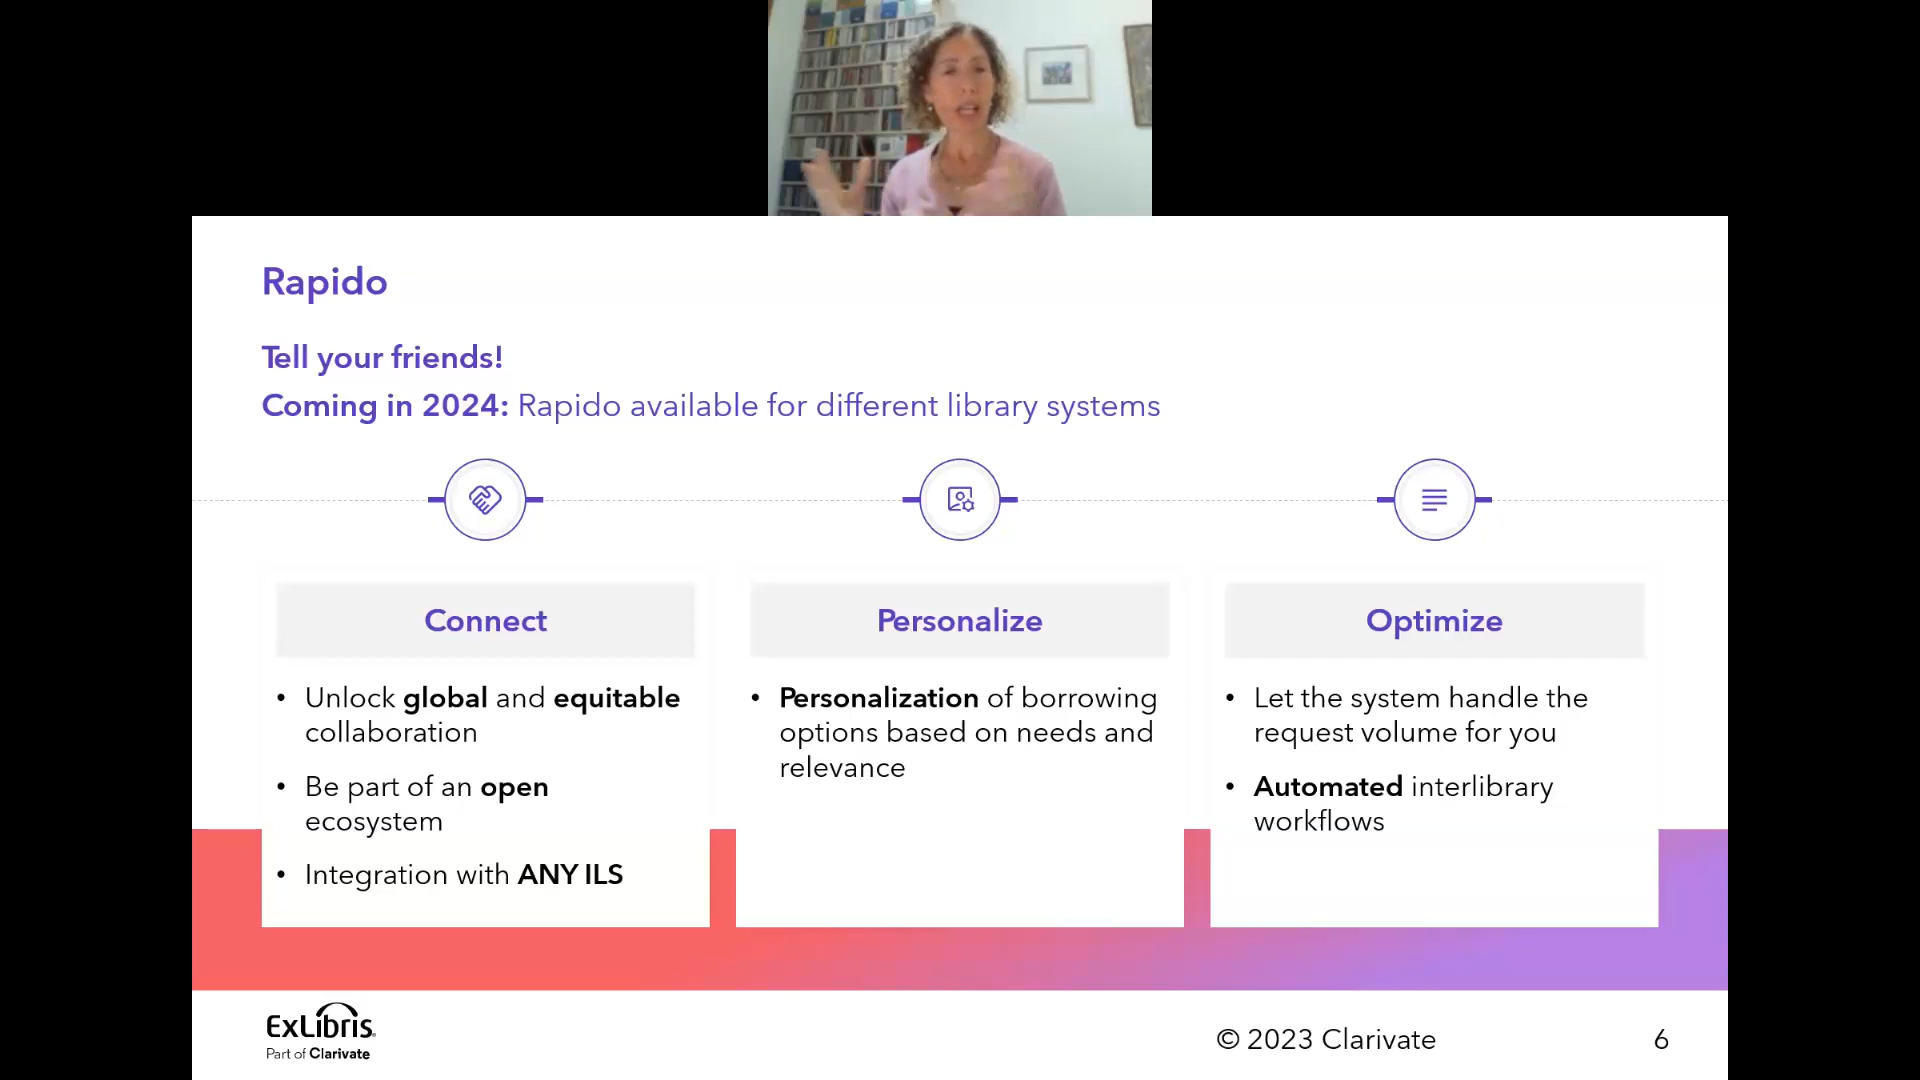 Rapido
Tell your friends!
Coming in 2024: Rapido available for different library systems
Connect
• Unlock global and equitable
collaboration
• Be part of an open
ecosystem
• Integration with ANY ILS
Personalize
• Personalization of borrowing
options based on needs and
relevance
Optimize
• Let the system handle the
request volume for you
• Automated interlibrary
workflows
ExLibris
Part of Clarivate
© 2023 Clarivate
6